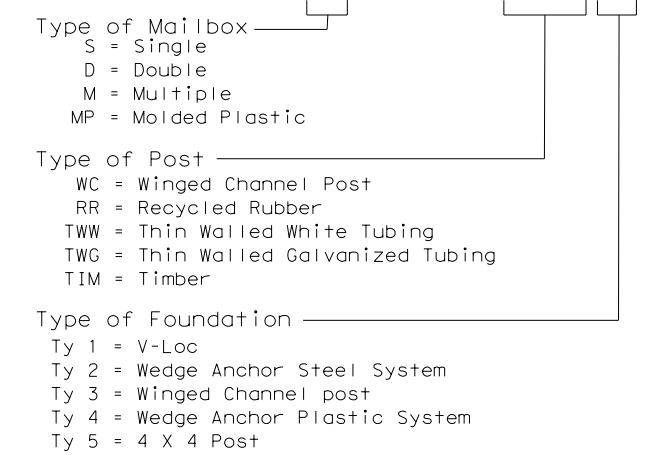 Type of Mailbox
S = Single
D = Double
M = Multiple
MP = Molded Plastic
Type of Post
WC = Winged Channel Post
RR = Recycled Rubber
TWW = Thin Walled White Tubing
TWG = Thin Walled Galvanized Tubing
TIM = Timber
Type of Foundation
Ty 1 = V-Loc
Ty 2 = Wedge Anchor Steel System
Ty 3 = Winged Channel post
Ty 4 = Wedge Anchor Plastic System
Ty 5 = 4 X 4 Post